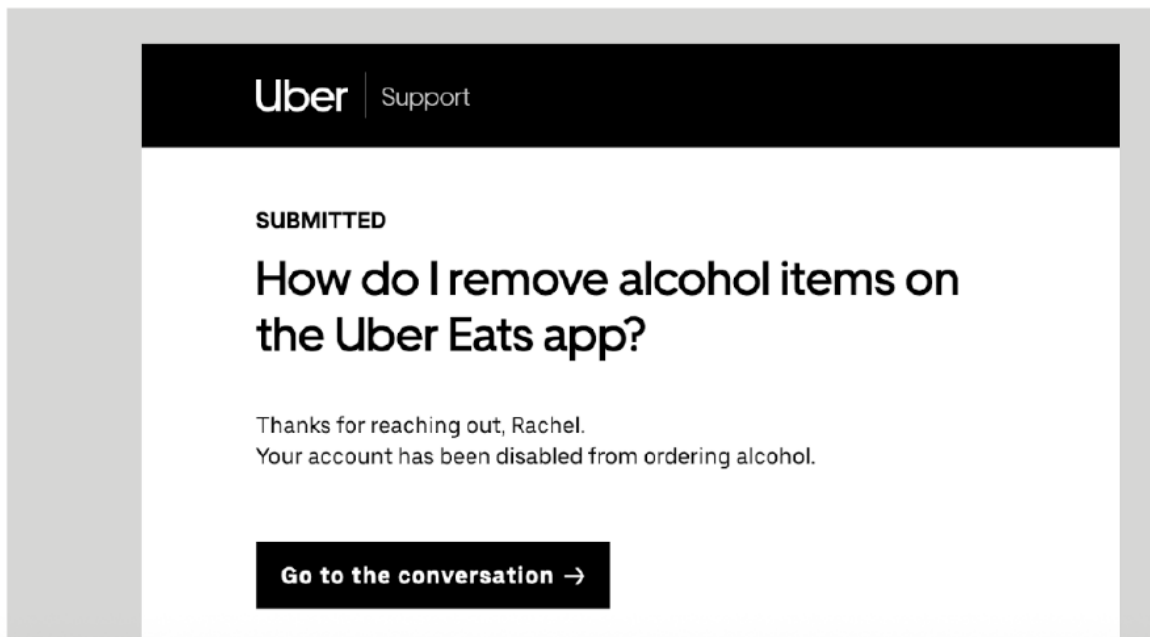 Uber | Support
SUBMITTED
How do I remove alcohol items on
the Uber Eats app?
Thanks for reaching out, Rachel.
Your account has been disabled from ordering alcohol.
Go to the conversation →